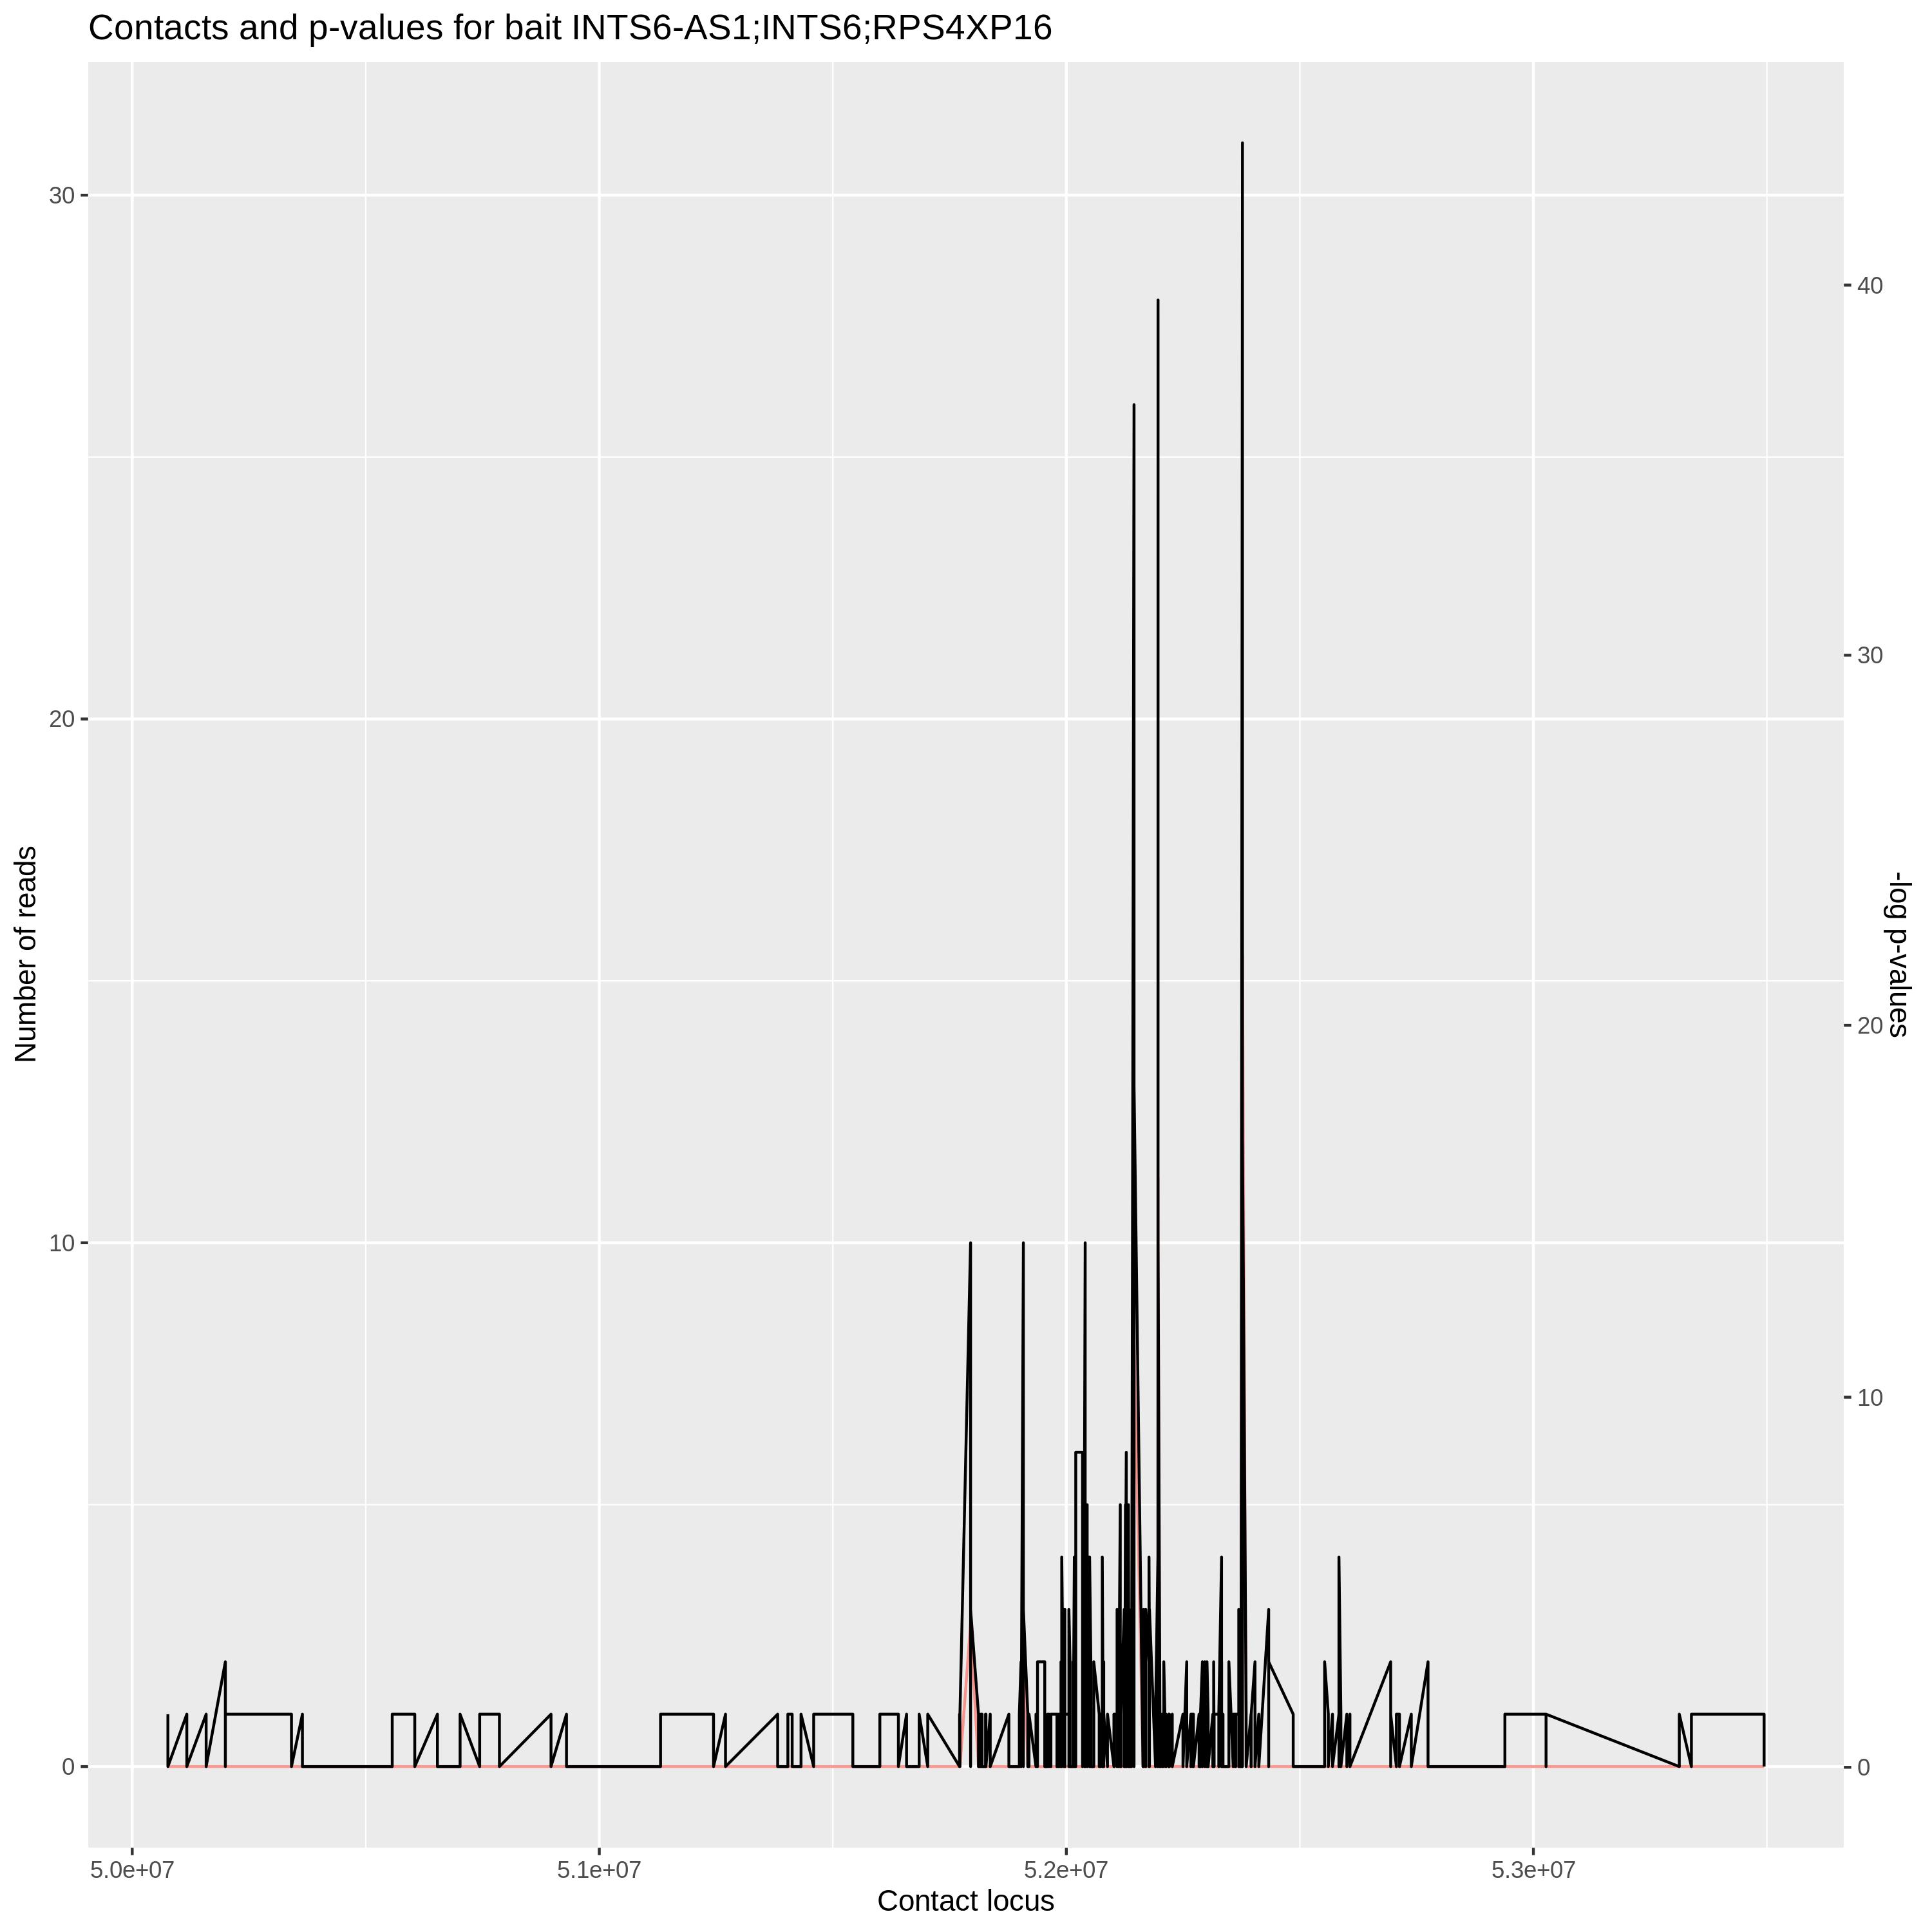 Contacts and p-values for bait INTS6-AS1;INTS6;RPS4XP16
30
20
10
0
Number of reads
40
30
20
10
0
-log p-values
5.0e+07
5.1e+07
5.2e+07
5.3e+07
Contact locus